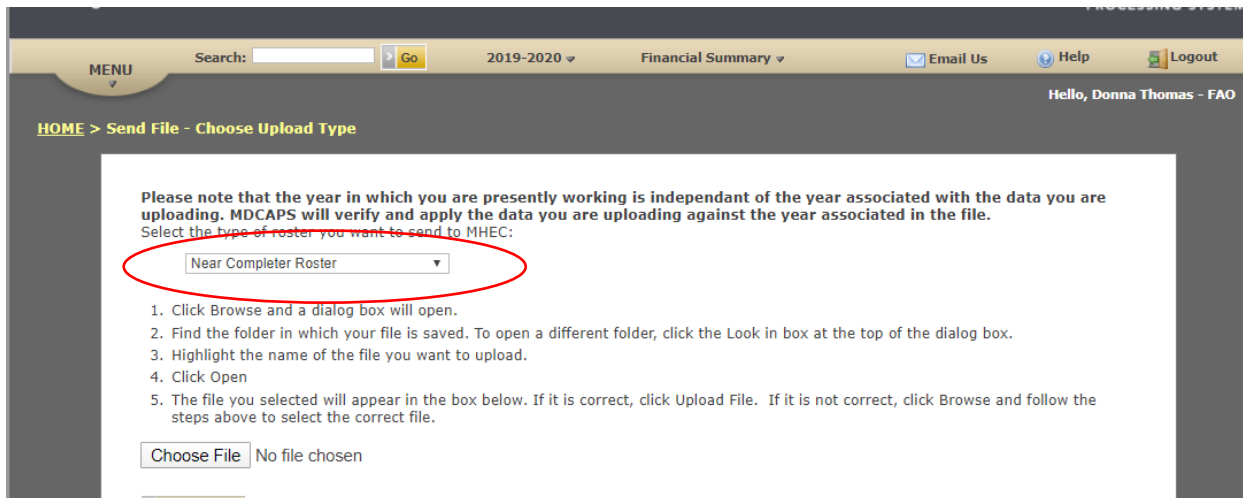 PROCESSING SYSTEM
MENU
Search:
Go
2019-2020
Financial Summary
Email Us
Help
Logout
Hello, Donna Thomas - FAO
HOME > Send File - Choose Upload Type
Please note that the year in which you are presently working is independant of the year associated with the data you are
uploading. MDCAPS will verify and apply the data you are uploading against the year associated in the file.
Select the type of roster you want to send to MHEC:
Near Completer Roster
1. Click Browse and a dialog box will open.
2. Find the folder in which your file is saved. To open a different folder, click the Look in box at the top of the dialog box.
3. Highlight the name of the file you want to upload.
4. Click Open
5. The file you selected will appear in the box below. If it is correct, click Upload File. If it is not correct, click Browse and follow the
steps above to select the correct file.
Choose File No file chosen